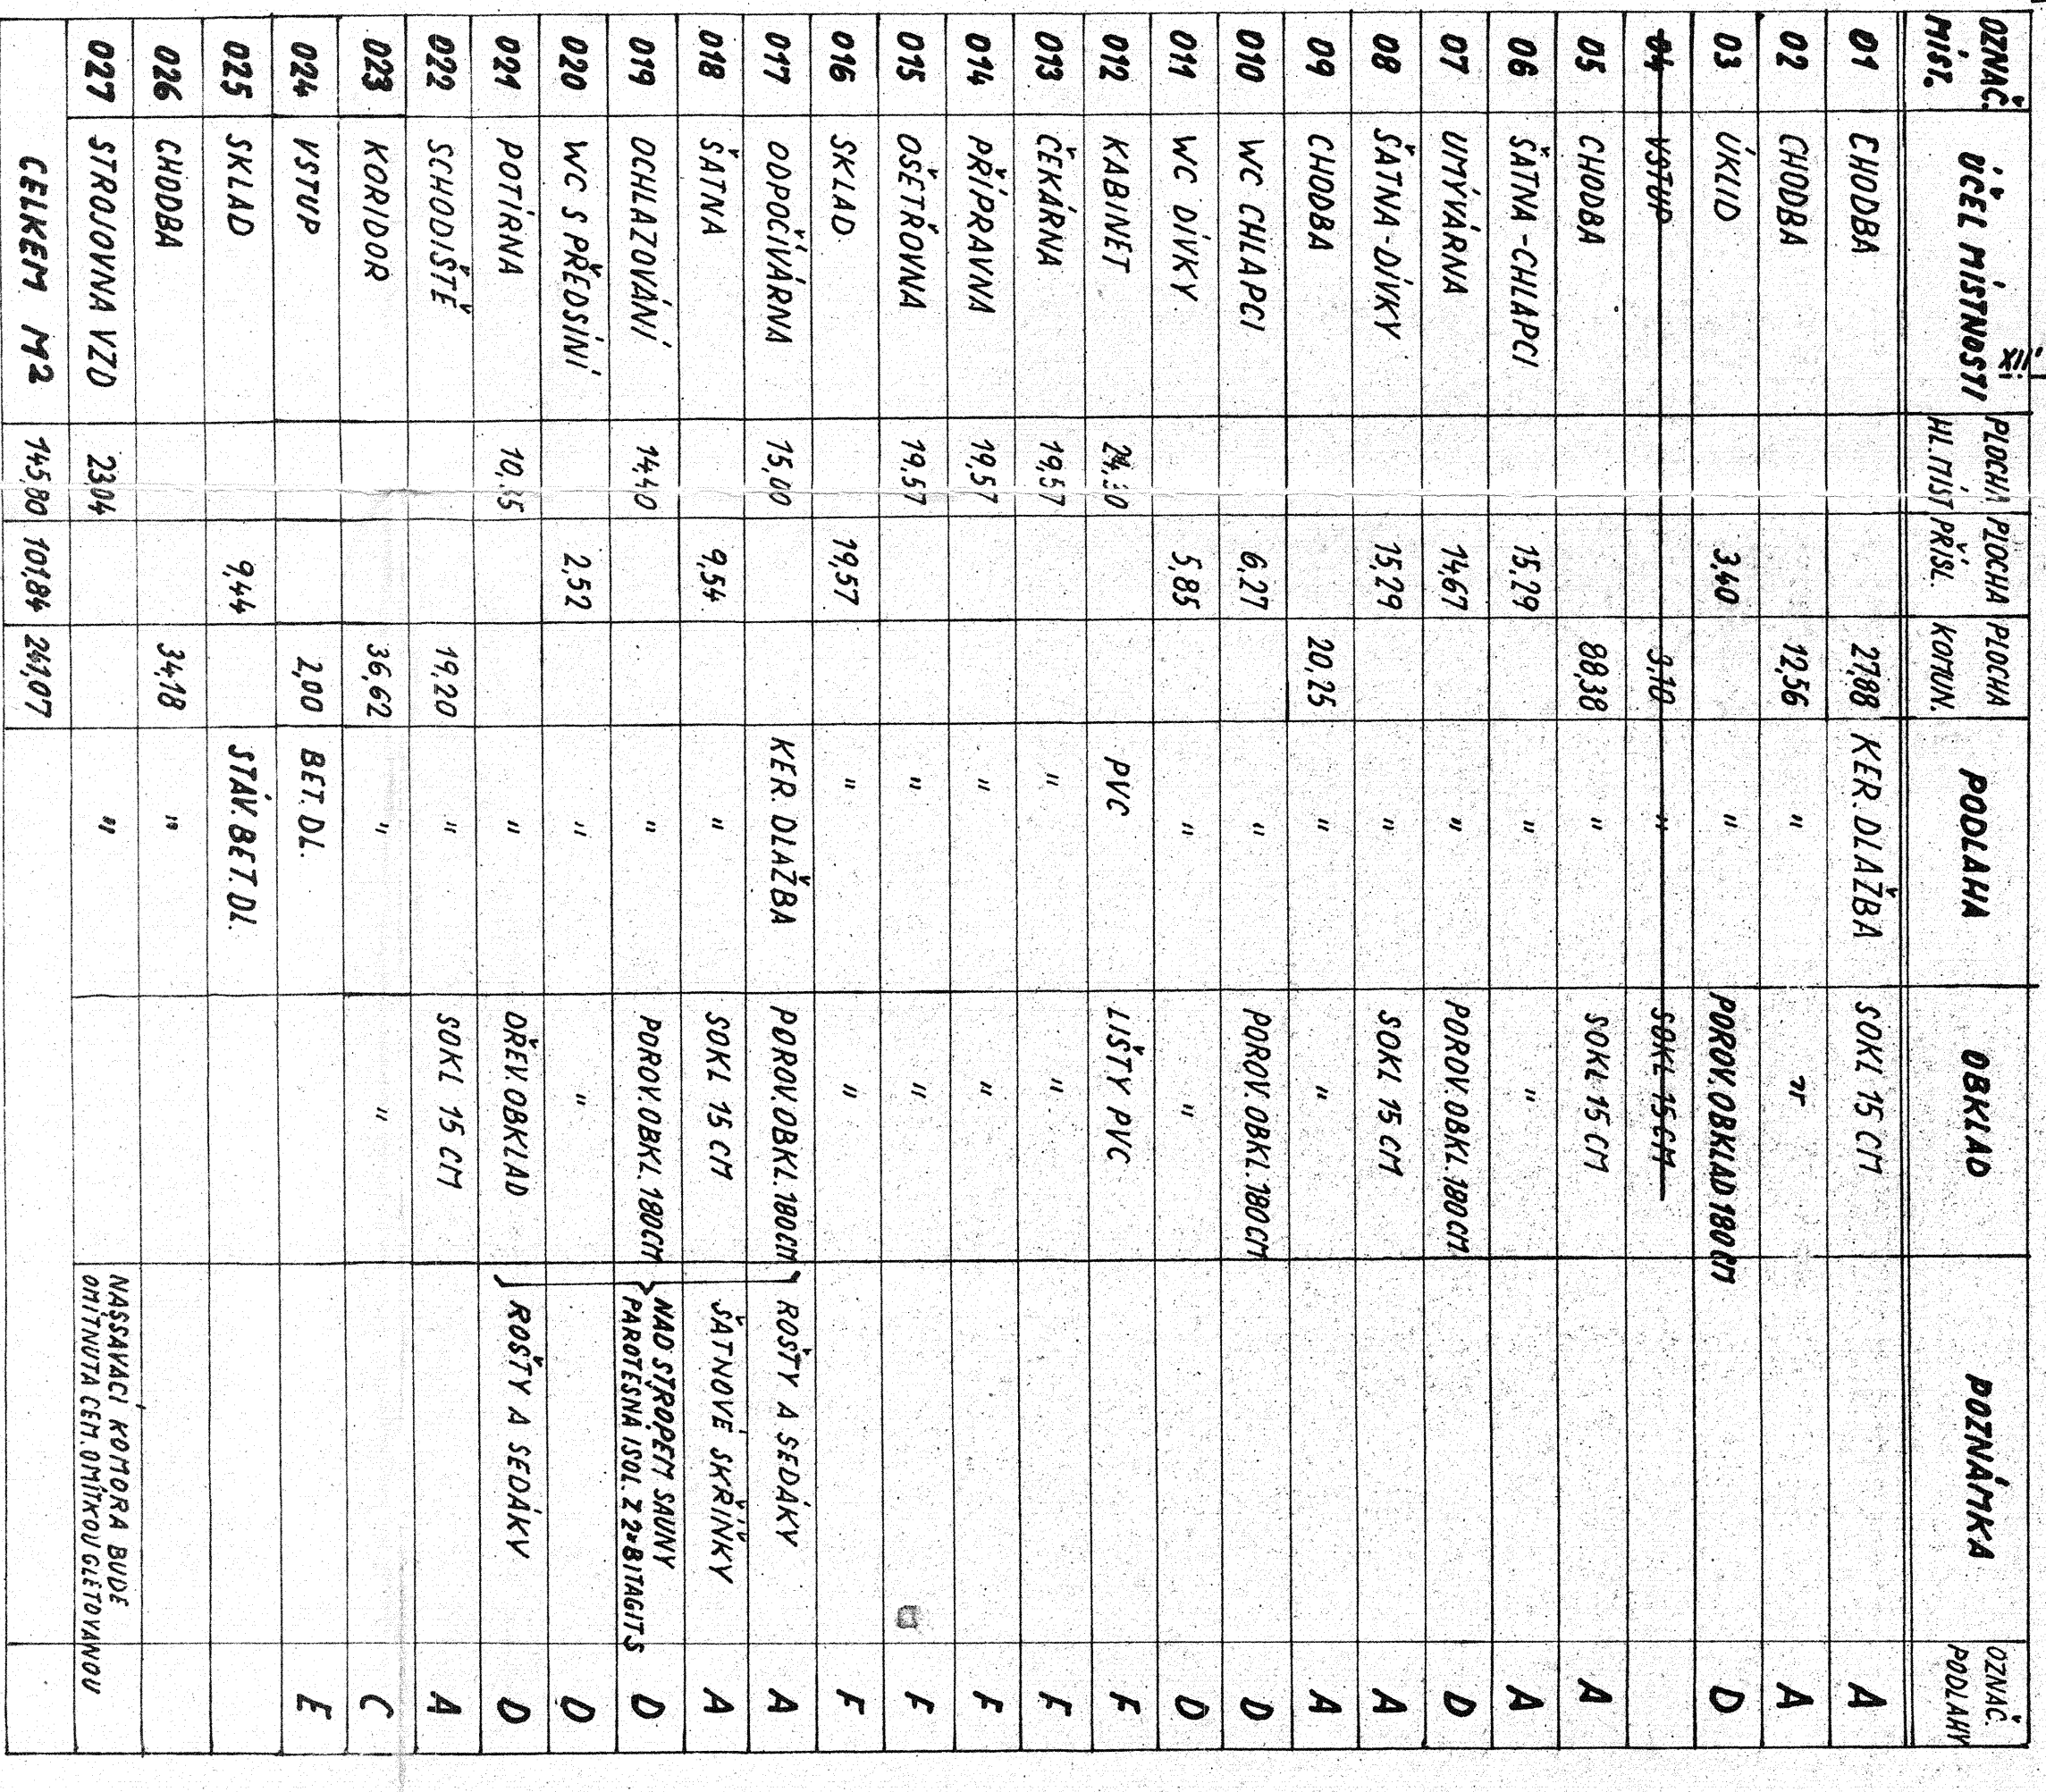 XII.
OZNAČ. MÍST. ÚČEL MÍSTNOSTI PLOCHA HL. MÍST PLOCHA PŘÍSL. PLOCHA KOMUN. PODLAHA OBKLAD POZNÁMKA OZNAČ. PODLAHY
01 CHODBA 27,88 KER. DLAŽBA SOKL 15 CM A
02 CHODBA 12,56 " " A
03 ÚKLID 3,40 " POROV. OBKLAD 180 CM D
04 VSTUP 3,10 " SOKL 15 CM
05 CHODBA 88,38 " SOKL 15 CM A
06 ŠATNA - CHLAPCI 15,29 " " A
07 UMÝVÁRNA 14,67 " POROV. OBKL. 180 CM D
08 ŠATNA - DÍVKY 15,29 " SOKL 15 CM A
09 CHODBA 20,25 " " A
010 WC CHLAPCI 6,27 " POROV. OBKL. 180 CM D
011 WC DÍVKY 5,85 " " D
012 KABINET PVC LIŠTY PVC F
013 ČEKÁRNA 19,57 " " F
014 PŘÍPRAVNA 19,57 " " F
015 OŠETŘOVNA 19,57 " " F
016 SKLAD 19,57 " " F
017 ODPOČÍVÁRNA 15,00 KER. DLAŽBA POROV. OBKL. 180 CM ROŠTY A SEDÁKY A
018 ŠATNA 9,54 " SOKL 15 CM ŠATNOVÉ SKŘÍŇKY A
019 OCHLAZOVÁNÍ 14,40 " POROV. OBKL. 180 CM NAD STROPEM SAUNY PAROTĚSNÁ ISOL. Z 2× BITAGIT S D
020 WC S PŘEDSÍNÍ 2,52 " " D
021 POTÍRNA " DŘEV. OBKLAD ROŠTY A SEDÁKY D
022 SCHODIŠTĚ 19,20 " SOKL 15 CM A
023 KORIDOR 36,62 " " C
024 VSTUP 2,00 BET. DL. E
025 SKLAD 9,44 STÁV. BET. DL.
026 CHODBA 34,18 "
027 STROJOVNA VZD 23,04 " NASSAVACÍ KOMORA BUDE OMÍTNUTA CEM. OMÍTKOU GLETOVANOU
CELKEM M2 145,80 101,84 241,07